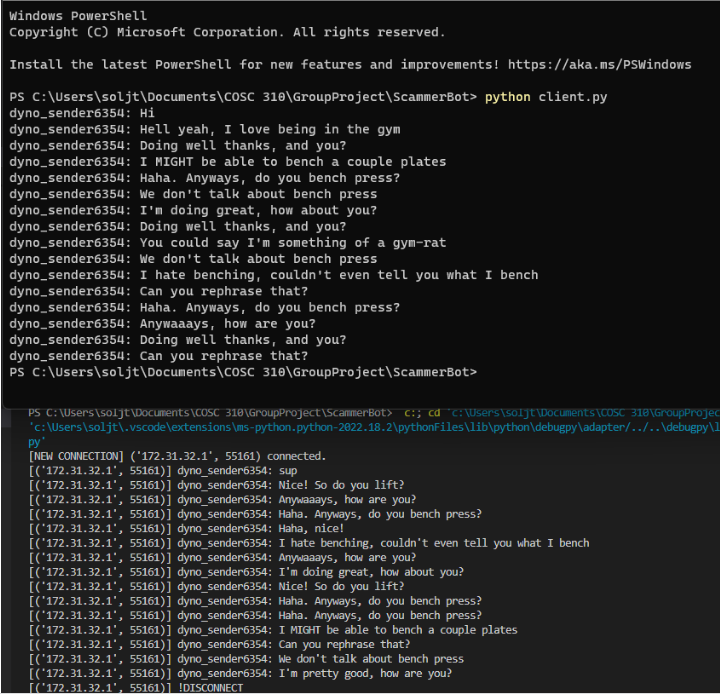 Windows PowerShell
Copyright (C) Microsoft Corporation. All rights reserved.
Install the latest PowerShell for new features and improvements! https://aka.ms/PSWindows
PS C:\Users\soljt\Documents\COSC 310\GroupProject\ScammerBot> python client.py
dyno_sender6354: Hi
dyno_sender6354: Hell yeah, I love being in the gym
dyno_sender6354: Doing well thanks, and you?
dyno_sender6354: I MIGHT be able to bench a couple plates
dyno_sender6354: Haha. Anyways, do you bench press?
dyno_sender6354: We don't talk about bench press
dyno_sender6354: I'm doing great, how about you?
dyno_sender6354: Doing well thanks, and you?
dyno_sender6354: You could say I'm something of a gym-rat
dyno_sender6354: We don't talk about bench press
dyno_sender6354: I hate benching, couldn't even tell you what I bench
dyno_sender6354: Can you rephrase that?
dyno_sender6354: Haha. Anyways, do you bench press?
dyno_sender6354: Anywaaays, how are you?
dyno_sender6354: Doing well thanks, and you?
dyno_sender6354: Can you rephrase that?
PS C:\Users\soljt\Documents\COSC 310\GroupProject\ScammerBot>
PS C:\Users\soljt\Documents\COSC 310\GroupProject\ScammerBot> c:; cd 'c:\Users\soljt\Documents\COSC 310\GroupProjec
'c:\Users\soljt\.vscode\extensions\ms-python.python-2022.18.2\pythonFiles\lib\python\debugpy\adapter/../..\debugpy\l
py'
[NEW CONNECTION] ('172.31.32.1', 55161) connected.
[('172.31.32.1', 55161)] dyno_sender6354: sup
[('172.31.32.1', 55161)] dyno_sender6354: Nice! So do you lift?
[('172.31.32.1', 55161)] dyno_sender6354: Anywaaays, how are you?
[('172.31.32.1', 55161)] dyno_sender6354: Haha. Anyways, do you bench press?
[('172.31.32.1', 55161)] dyno_sender6354: Haha, nice!
[('172.31.32.1', 55161)] dyno_sender6354: I hate benching, couldn't even tell you what I bench
[('172.31.32.1', 55161)] dyno_sender6354: Anywaaays, how are you?
[('172.31.32.1', 55161)] dyno_sender6354: I'm doing great, how about you?
[('172.31.32.1', 55161)] dyno_sender6354: Nice! So do you lift?
[('172.31.32.1', 55161)] dyno_sender6354: Haha. Anyways, do you bench press?
[('172.31.32.1', 55161)] dyno_sender6354: Haha. Anyways, do you bench press?
[('172.31.32.1', 55161)] dyno_sender6354: I MIGHT be able to bench a couple plates
[('172.31.32.1', 55161)] dyno_sender6354: Can you rephrase that?
[('172.31.32.1', 55161)] dyno_sender6354: We don't talk about bench press
[('172.31.32.1', 55161)] dyno_sender6354: I'm pretty good, how are you?
[('172.31.32.1', 55161)] !DISCONNECT